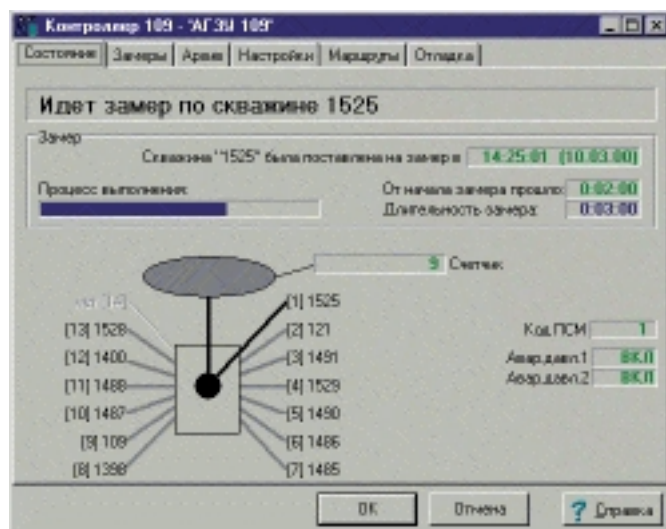 Контроллер 109 - "АГЗУ 109"
Состояние Замеры Архив Настройки Маршруты Отладка
Идет замер по скважине 1525
Замер
Скважина "1525" была поставлена на замер в 14:25:01 (10.03.00)
Процесс выполнения: От начала замера прошло: 0:02:00
Длительность замера: 0:03:00
9 Счетчик
[14] [1] 1525
[13] 1528 [2] 121 Код ПСМ 1
[12] 1400 [3] 1491 Авар.давл.1 ВКЛ
[11] 1488 [4] 1529 Авар.давл.2 ВКЛ
[10] 1487 [5] 1490
[9] 109 [6] 1486
[8] 1398 [7] 1485
OK Отмена ? Справка